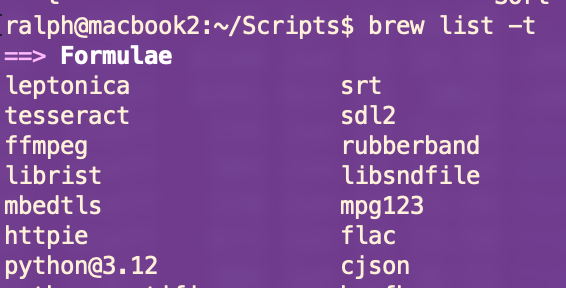 ralph@macbook2:~/Scripts$ brew list -t
==> Formulae
leptonica srt
tesseract sdl2
ffmpeg rubberband
librist libsndfile
mbedtls mpg123
httpie flac
python@3.12 cjson